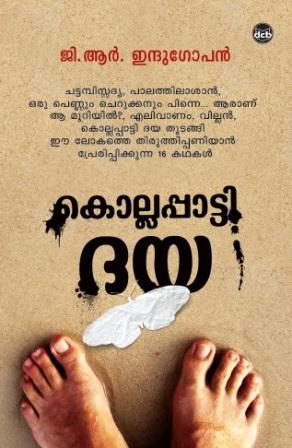 dcb
ജി.ആർ. ഇന്ദുഗോപൻ
ചട്ടമ്പിസ്സദ്യ, പാലത്തിലാശാൻ,
ഒരു പെണ്ണും ചെറുക്കനും പിന്നെ... ആരാണ്
ആ മുറിയിൽ?, എലിവാണം, വില്ലൻ,
കൊല്ലപ്പാട്ടി ദയ തുടങ്ങി
ഈ ലോകത്തെ തിരുത്തിപ്പണിയാൻ
പ്രേരിപ്പിക്കുന്ന 16 കഥകൾ
കൊല്ലപ്പാട്ടി
ദയ